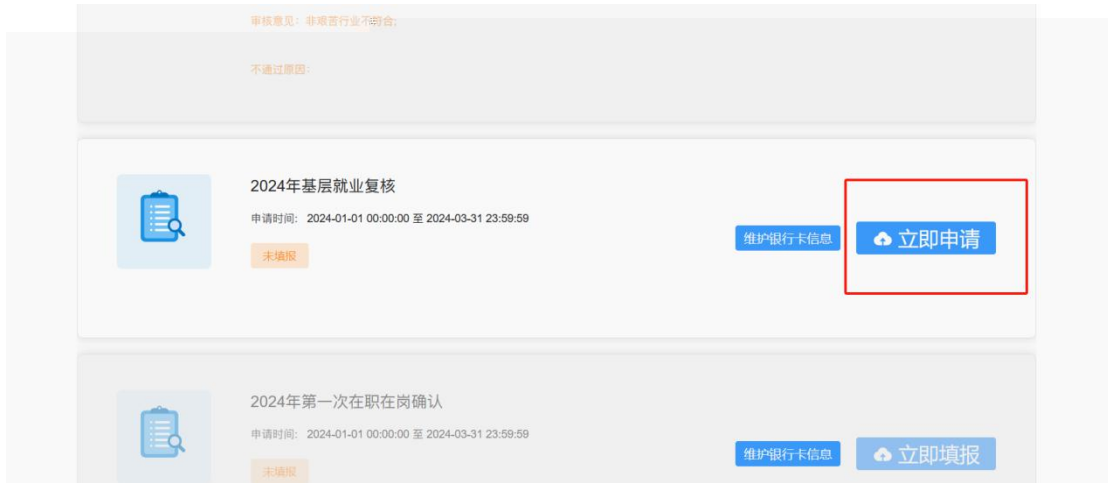 审核意见：非艰苦行业不符合;
不通过原因：
2024年基层就业复核
申请时间： 2024-01-01 00:00:00 至 2024-03-31 23:59:59
维护银行卡信息
立即申请
未填报
2024年第一次在职在岗确认
申请时间： 2024-01-01 00:00:00 至 2024-03-31 23:59:59
维护银行卡信息
立即填报
未填报